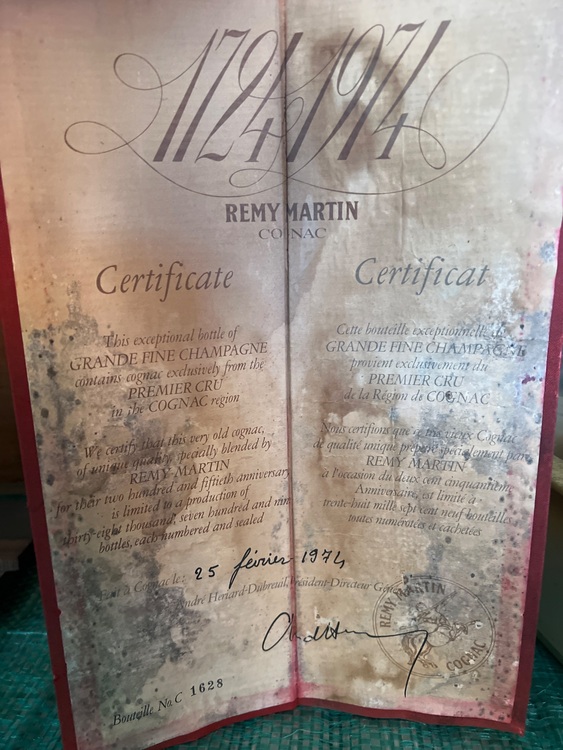 1724 1974
REMY MARTIN
COGNAC
Certificate
This exceptional bottle of
GRANDE FINE CHAMPAGNE
contains cognac exclusively from the
PREMIER CRU
in the COGNAC region
We certify that this very old cognac,
of unique quality, specially blended by
REMY MARTIN
for their two hundred and fiftieth anniversary
is limited to a production of
thirty-eight thousand, seven hundred and nine
bottles, each numbered and sealed
Certificat
Cette bouteille exceptionnelle de
GRANDE FINE CHAMPAGNE
provient exclusivement du
PREMIER CRU
de la Région de COGNAC
Nous certifions que ce très vieux Cognac
de qualité unique préparé spécialement par
REMY MARTIN
à l'occasion du deux cent cinquantième
Anniversaire, est limité à
trente-huit mille sept cent neuf bouteilles
toutes numérotées et cachetées
Fait à Cognac le: 25 février 1974
André Heriard-Dubreuil, Président-Directeur
REMY MARTIN
COGNAC
Bouteille No. C 1628